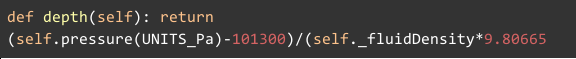 def depth(self): return
(self.pressure(UNITS_Pa)-101300)/(self._fluidDensity*9.80665